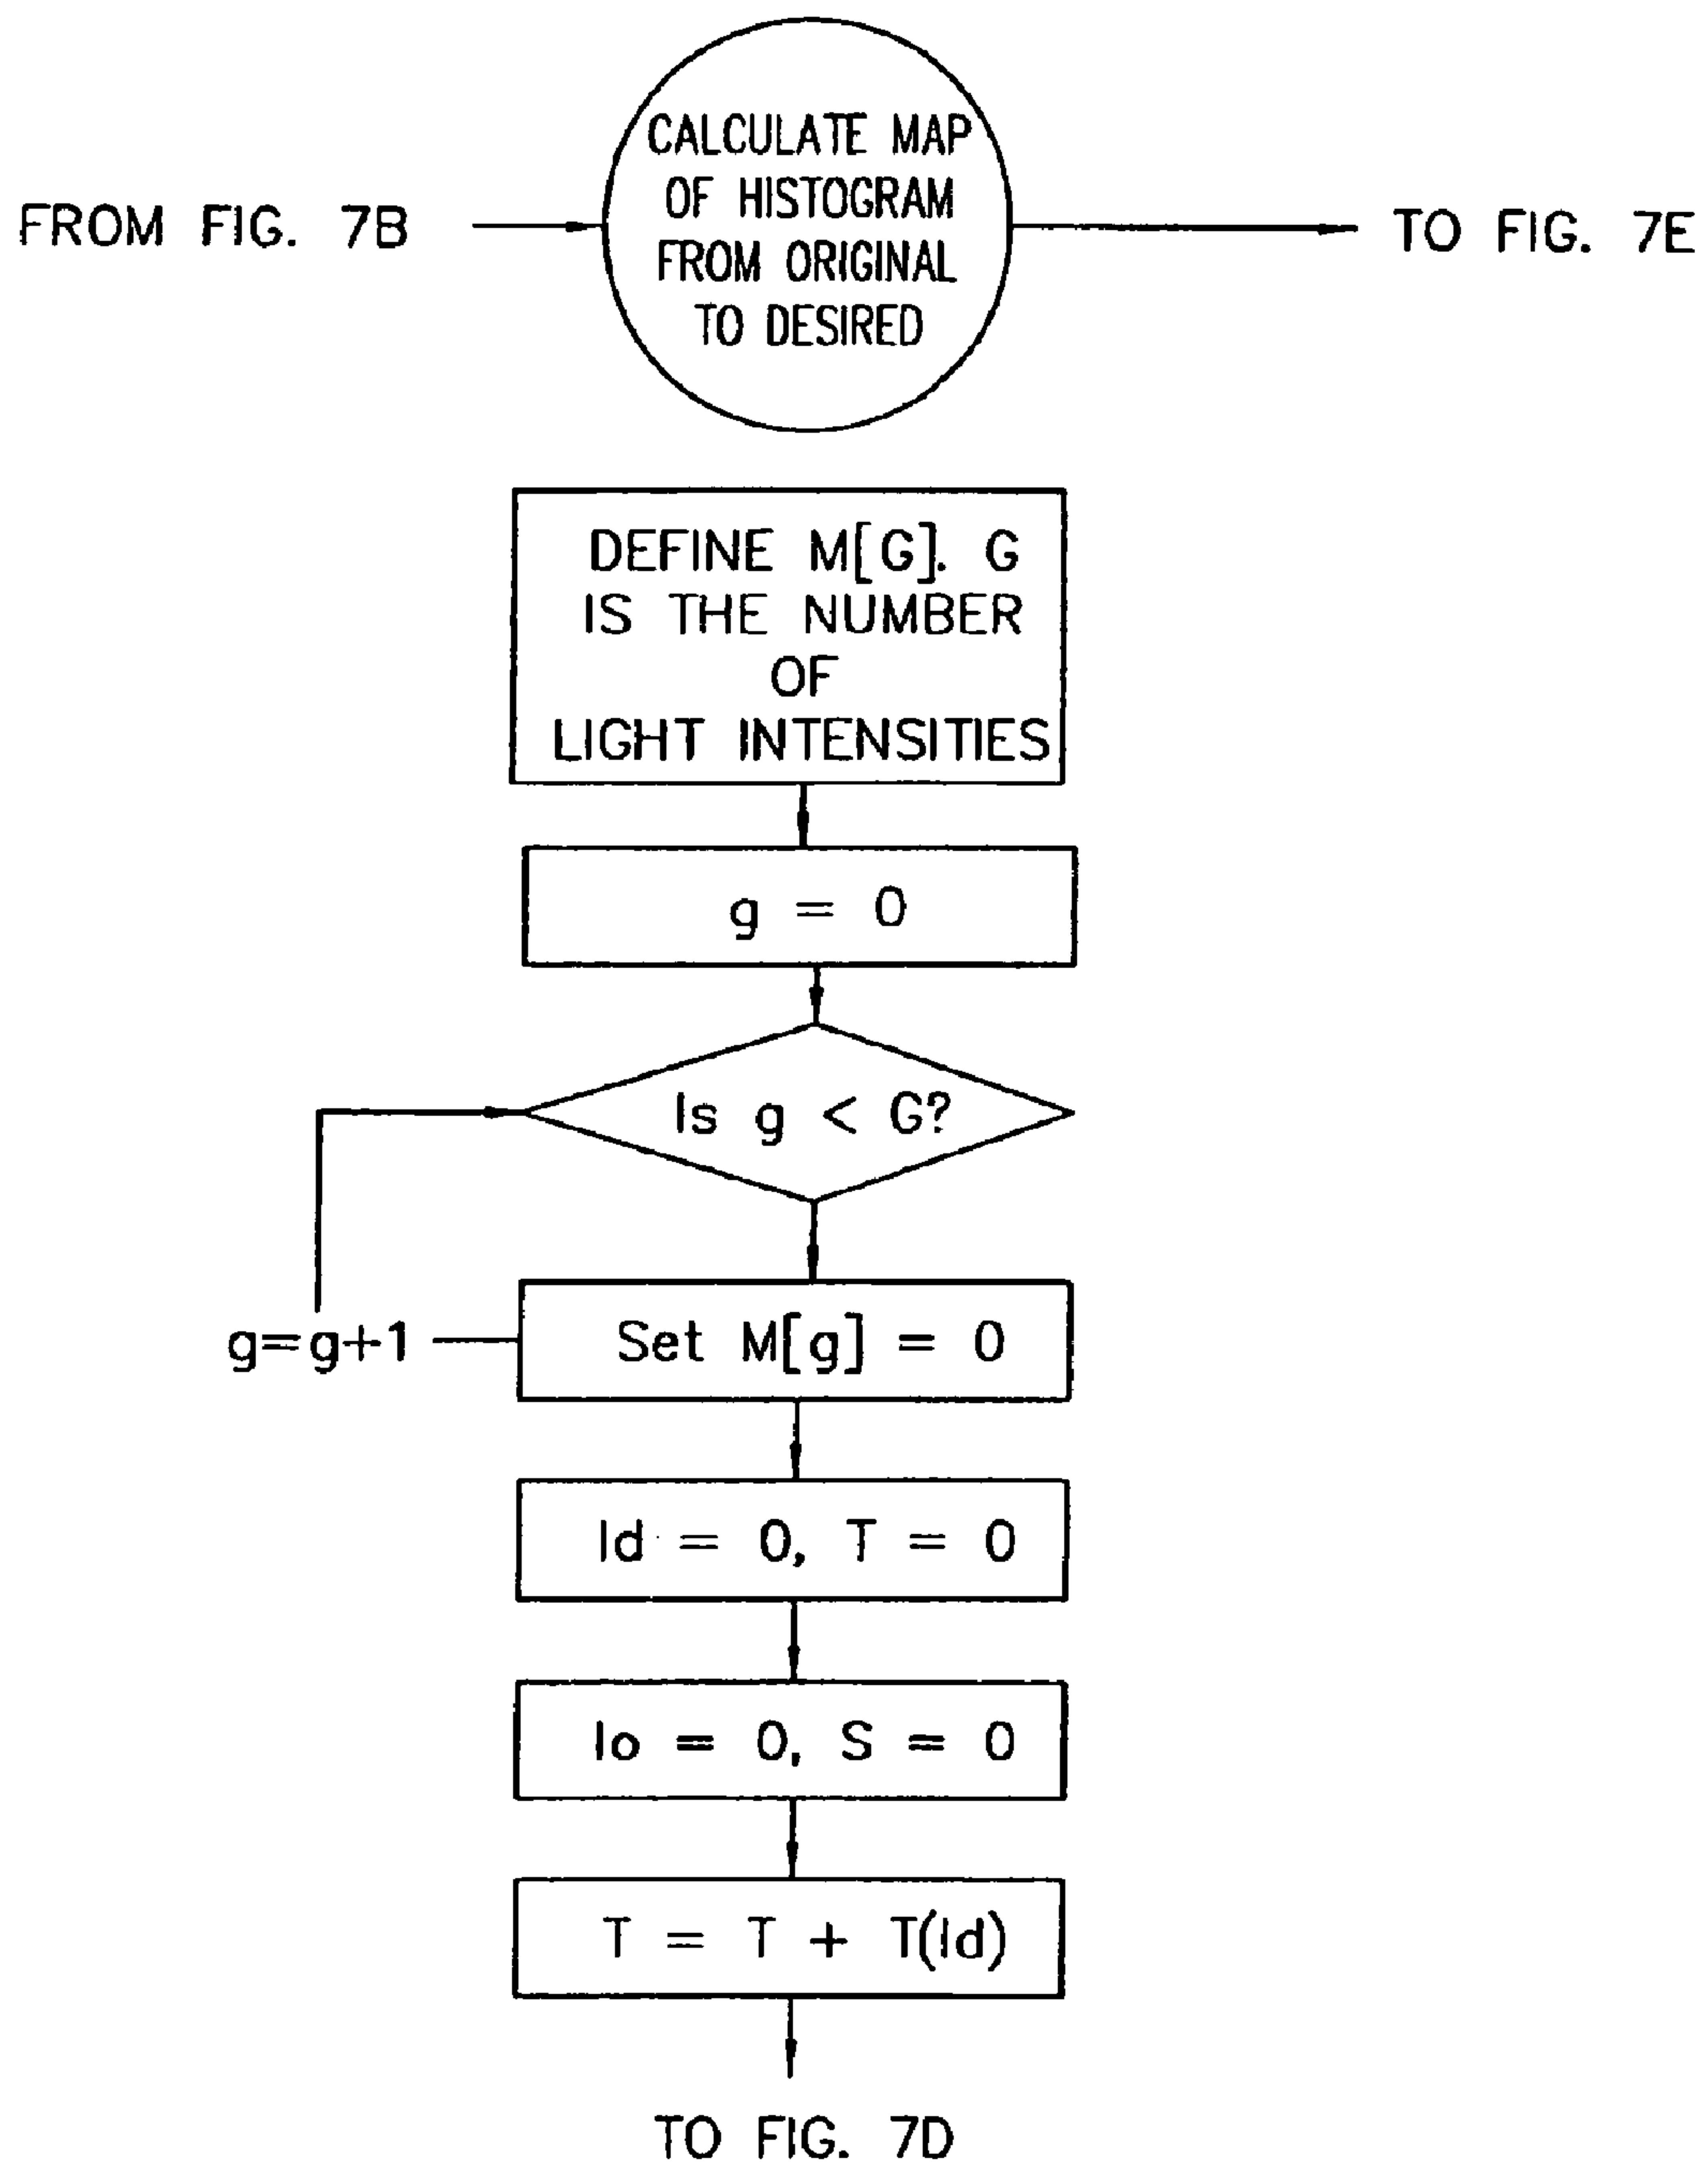 CALCULATE MAP
OF HISTOGRAM
FROM ORIGINAL
TO DESIRED
FROM FIG. 7B
TO FIG. 7E
DEFINE M[G]. G
IS THE NUMBER
OF
LIGHT INTENSITIES
g = 0
Is g < G?
g=g+1
Set M[g] = 0
Id = 0, T = 0
Io = 0, S = 0
T = T + T(Id)
TO FIG. 7D